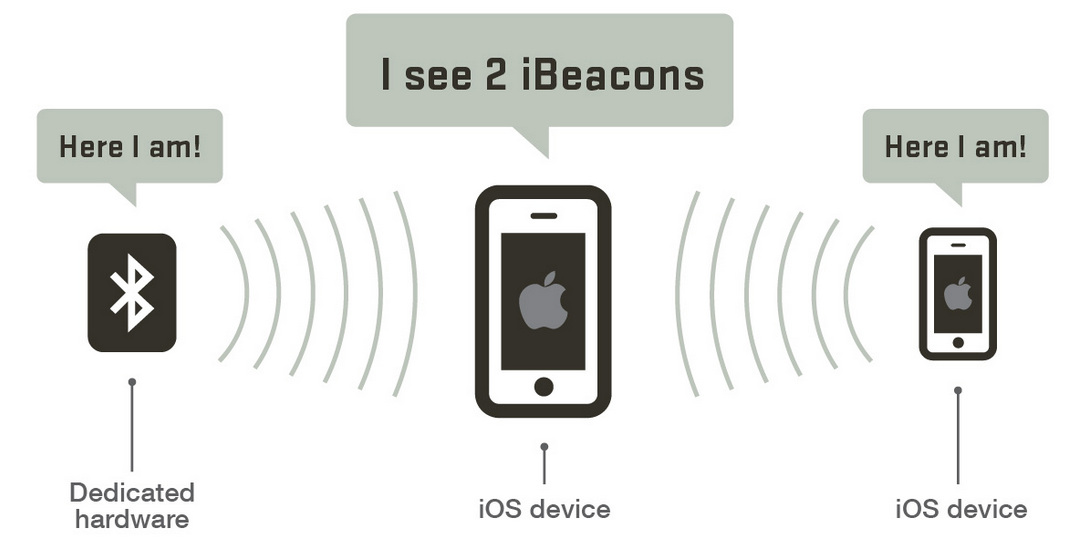 I see 2 iBeacons
Here I am!
Here I am!
Dedicated
hardware
iOS device
iOS device